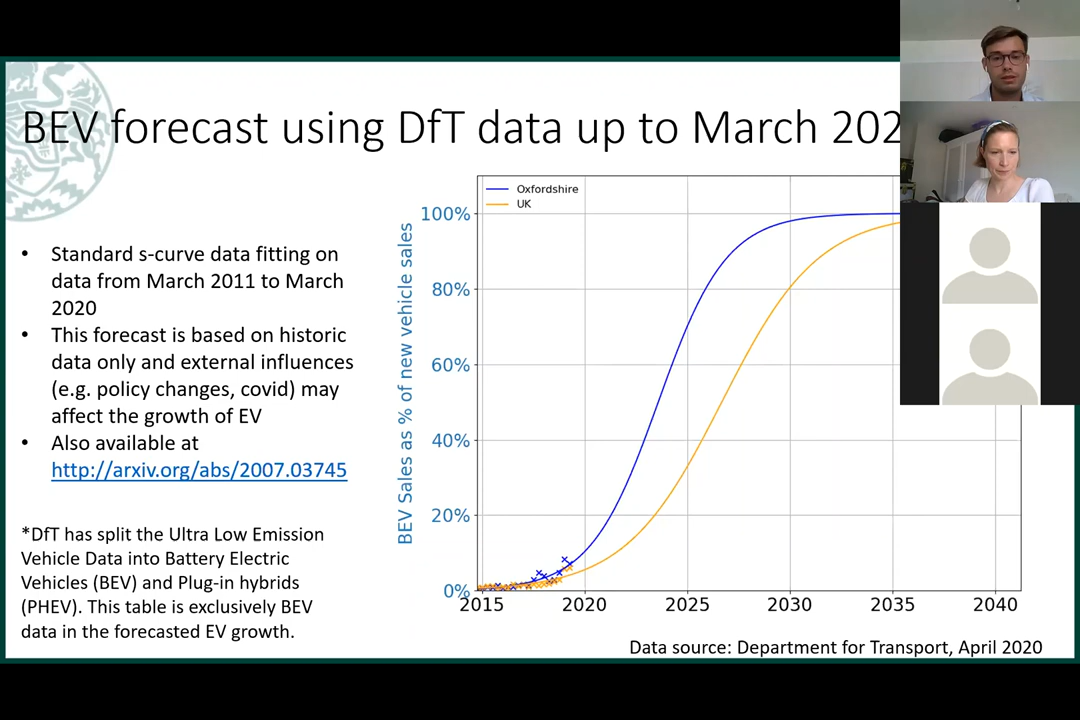 BEV forecast using DfT data up to March 202
• Standard s-curve data fitting on
data from March 2011 to March
2020
• This forecast is based on historic
data only and external influences
(e.g. policy changes, covid) may
affect the growth of EV
• Also available at
http://arxiv.org/abs/2007.03745
*DfT has split the Ultra Low Emission
Vehicle Data into Battery Electric
Vehicles (BEV) and Plug-in hybrids
(PHEV). This table is exclusively BEV
data in the forecasted EV growth.
Oxfordshire
UK
BEV Sales as % of new vehicle sales
100%
80%
60%
40%
20%
0%
2015 2020 2025 2030 2035 2040
Data source: Department for Transport, April 2020